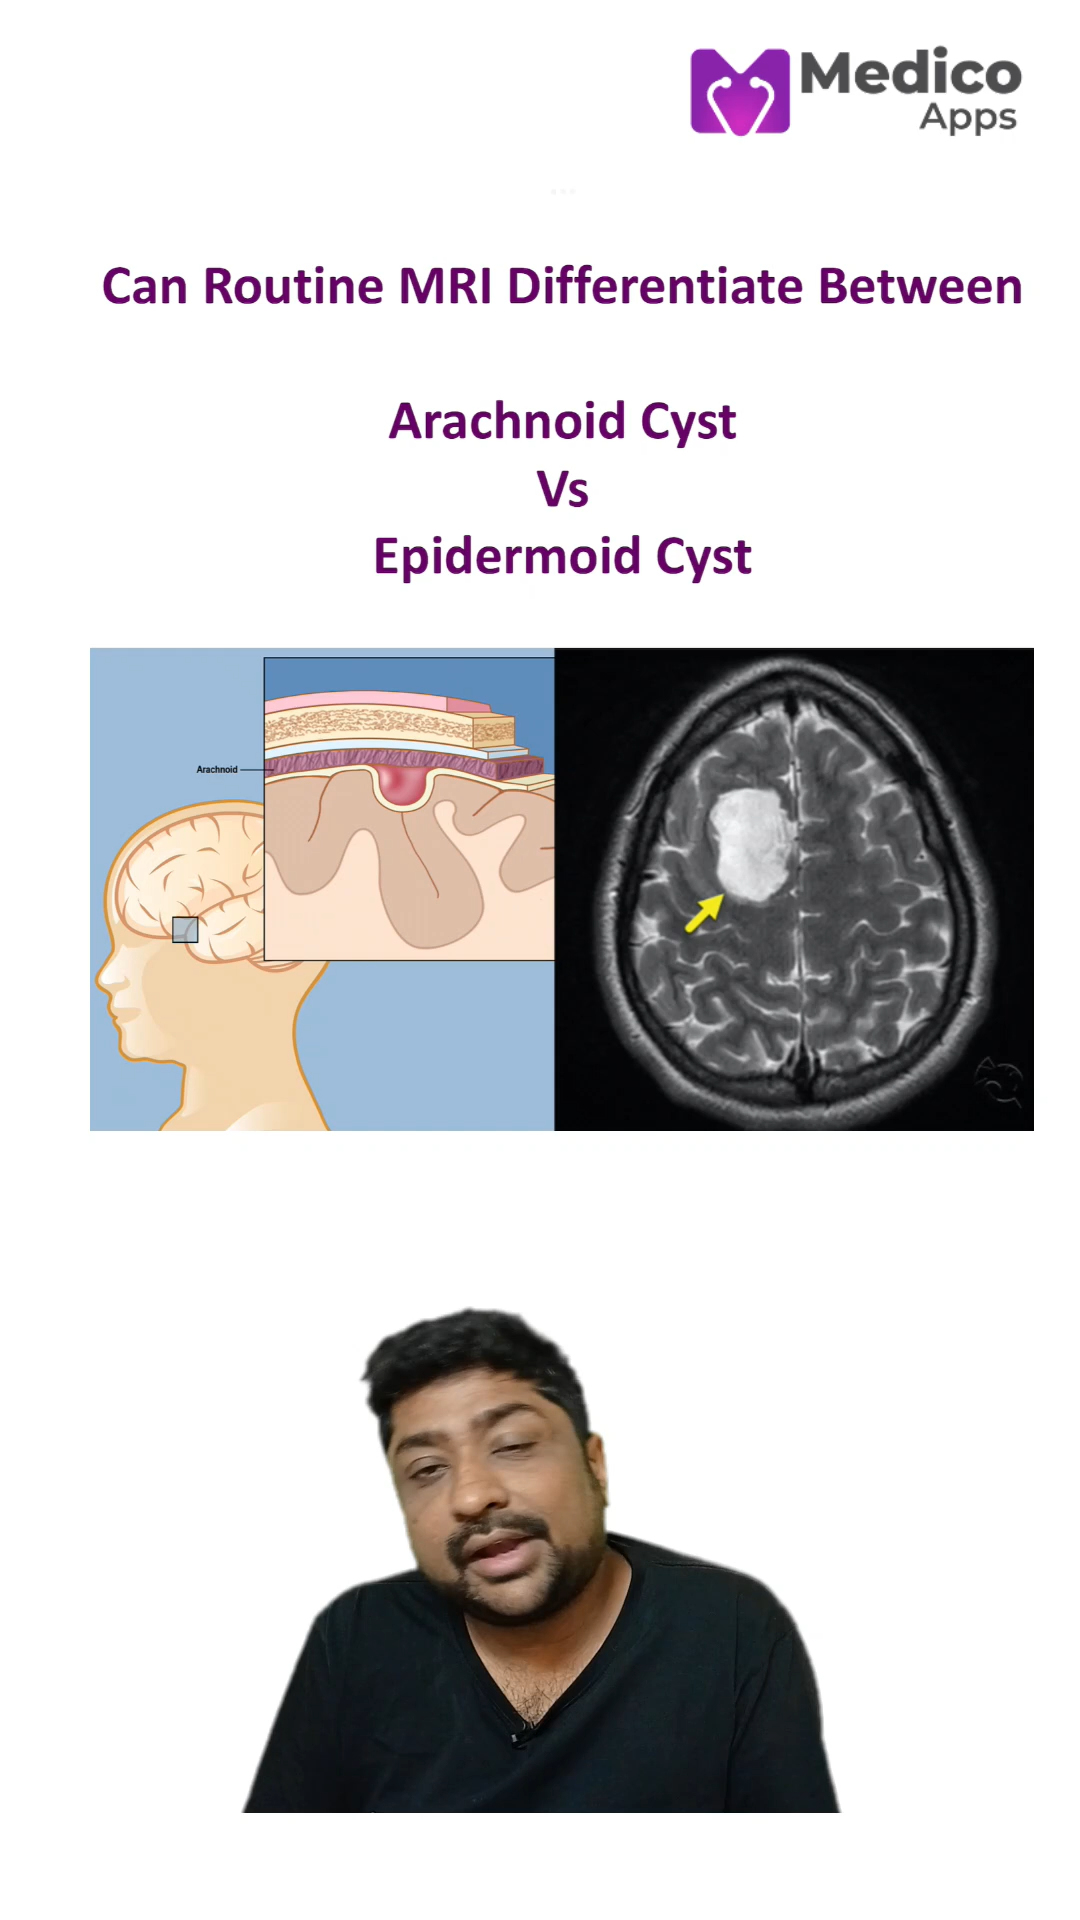 Medico
Apps
Can Routine MRI Differentiate Between
Arachnoid Cyst
Vs
Epidermoid Cyst
Arachnoid